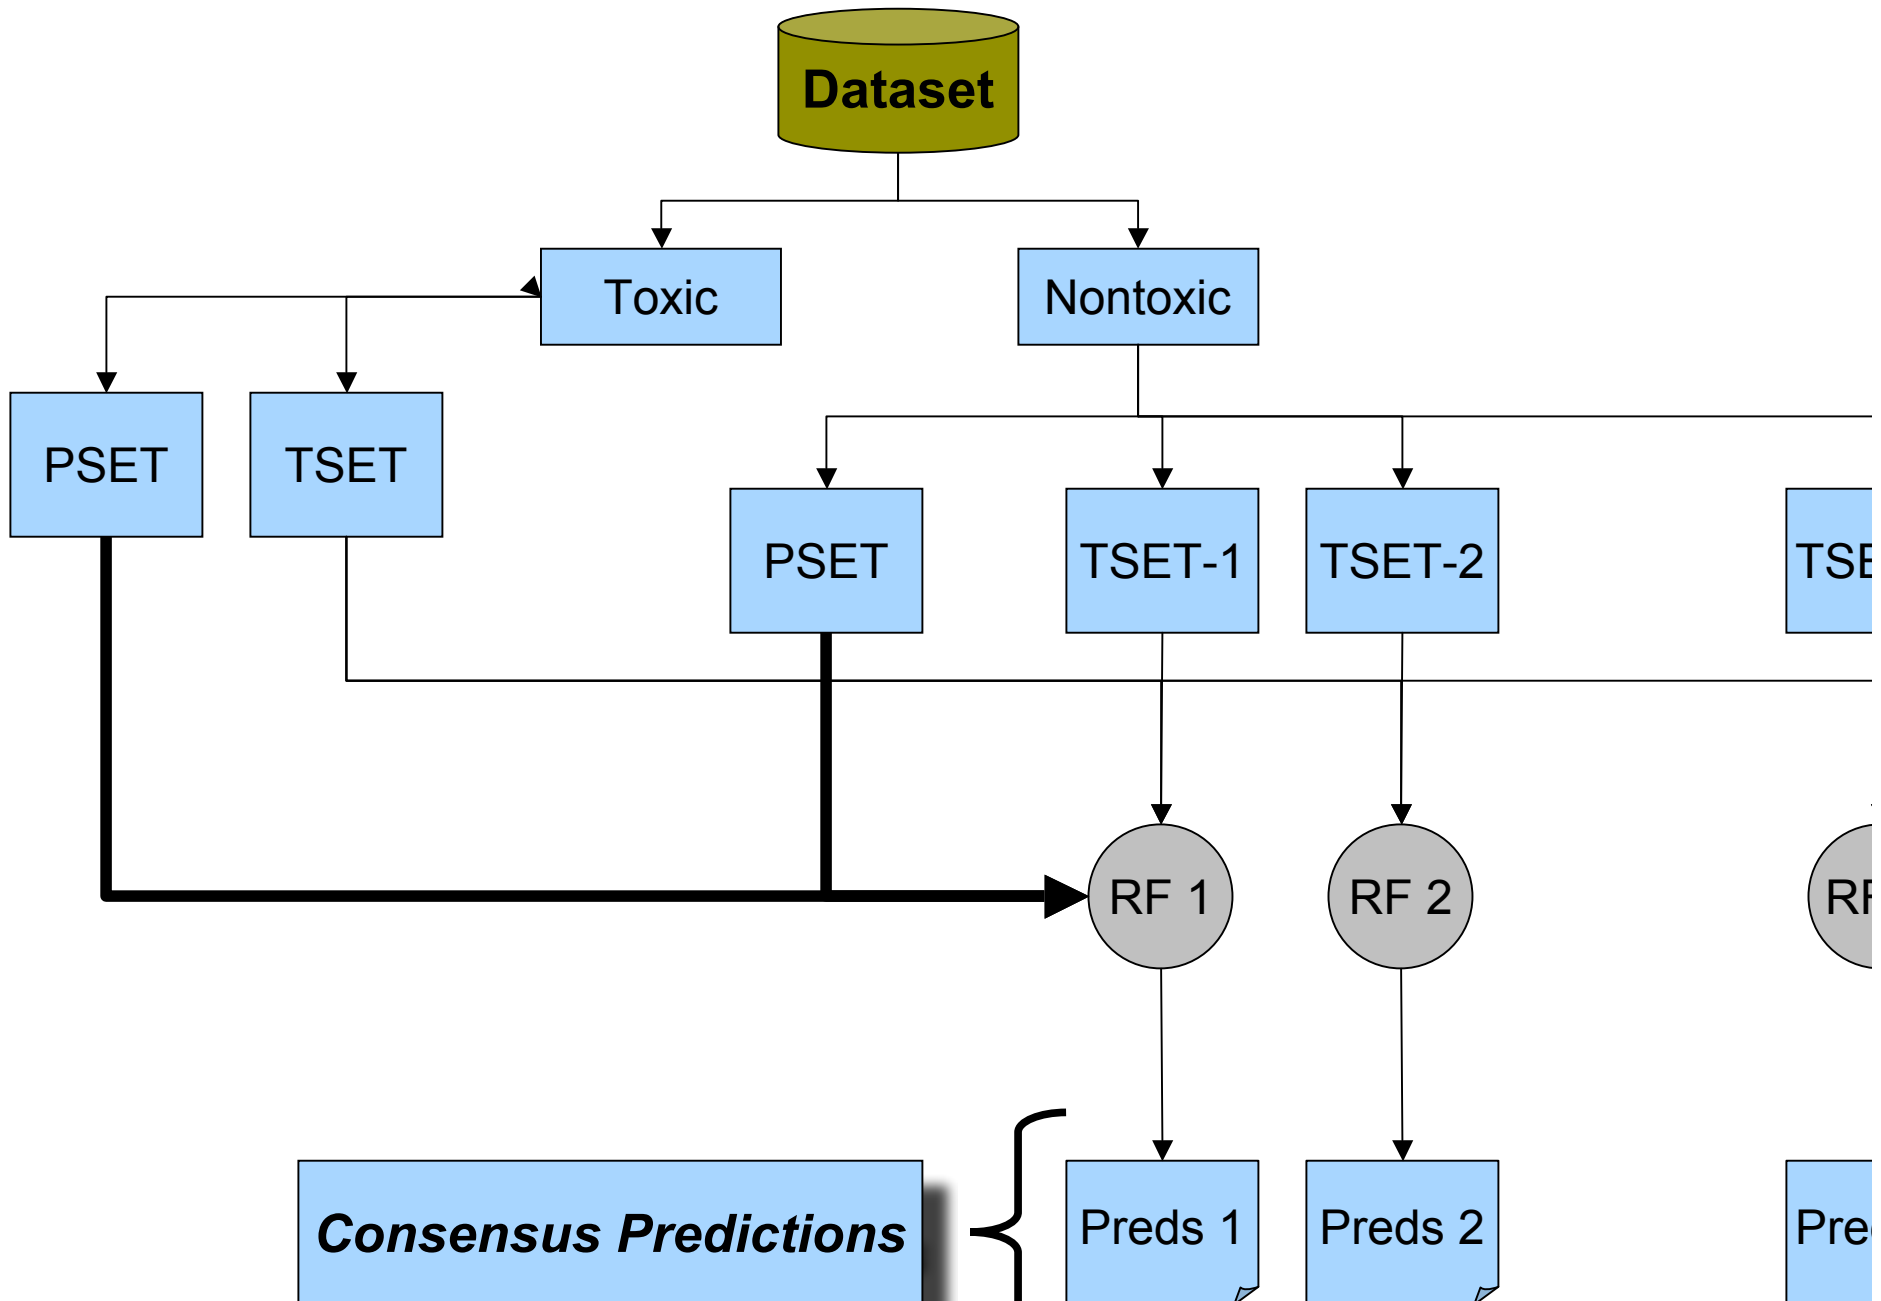 Dataset
Toxic
Nontoxic
PSET
TSET
PSET
TSET-1
TSET-2
RF 1
RF 2
Consensus Predictions
Preds 1
Preds 2